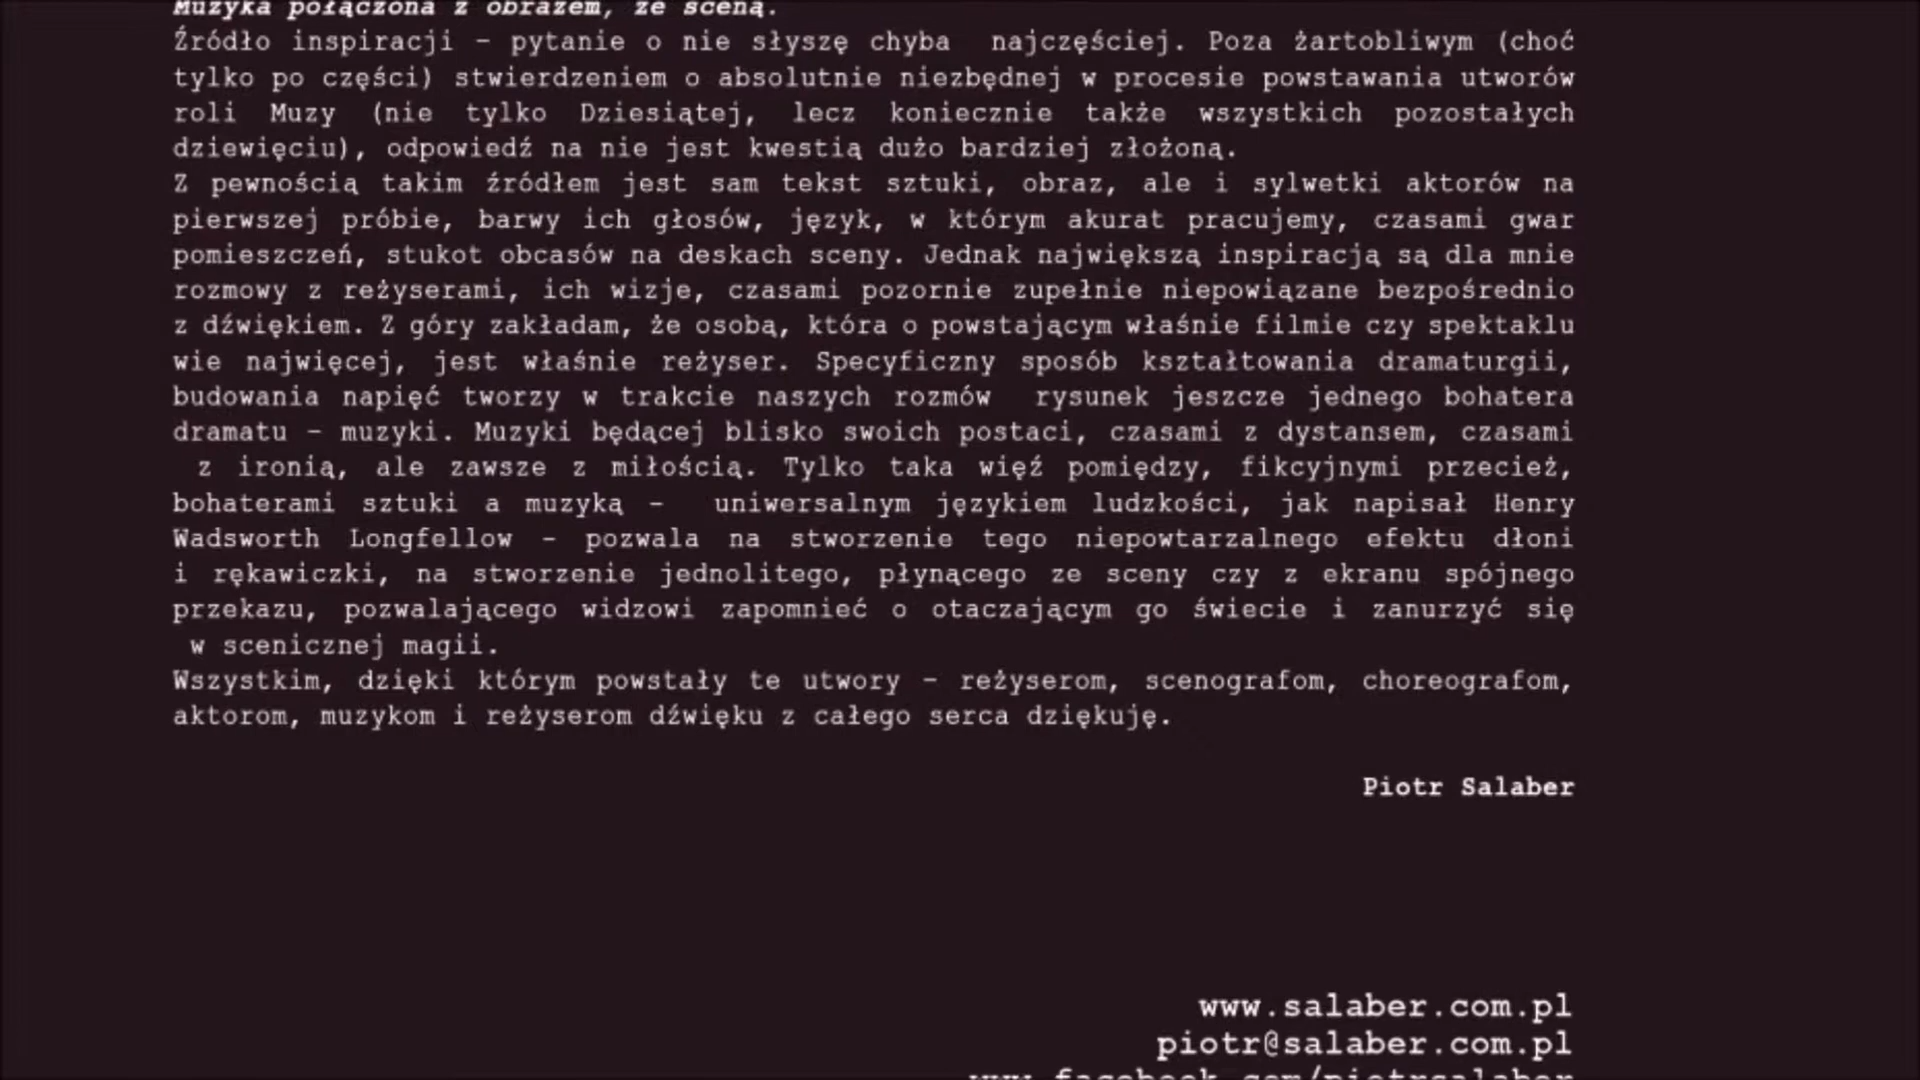 Muzyka połączona z obrazem, ze sceną.
Źródło inspiracji – pytanie o nie słyszę chyba  najczęściej. Poza żartobliwym (choć
tylko po części) stwierdzeniem o absolutnie niezbędnej w procesie powstawania utworów
roli Muzy (nie tylko Dziesiątej, lecz koniecznie także wszystkich pozostałych
dziewięciu), odpowiedź na nie jest kwestią dużo bardziej złożoną.
Z pewnością takim źródłem jest sam tekst sztuki, obraz, ale i sylwetki aktorów na
pierwszej próbie, barwy ich głosów, język, w którym akurat pracujemy, czasami gwar
pomieszczeń, stukot obcasów na deskach sceny. Jednak największą inspiracją są dla mnie
rozmowy z reżyserami, ich wizje, czasami pozornie zupełnie niepowiązane bezpośrednio
z dźwiękiem. Z góry zakładam, że osobą, która o powstającym właśnie filmie czy spektaklu
wie najwięcej, jest właśnie reżyser. Specyficzny sposób kształtowania dramaturgii,
budowania napięć tworzy w trakcie naszych rozmów  rysunek jeszcze jednego bohatera
dramatu – muzyki. Muzyki będącej blisko swoich postaci, czasami z dystansem, czasami
z ironią, ale zawsze z miłością. Tylko taka więź pomiędzy, fikcyjnymi przecież,
bohaterami sztuki a muzyką –  uniwersalnym językiem ludzkości, jak napisał Henry
Wadsworth Longfellow – pozwala na stworzenie tego niepowtarzalnego efektu dłoni
i rękawiczki, na stworzenie jednolitego, płynącego ze sceny czy z ekranu spójnego
przekazu, pozwalającego widzowi zapomnieć o otaczającym go świecie i zanurzyć się
w scenicznej magii.
Wszystkim, dzięki którym powstały te utwory – reżyserom, scenografom, choreografom,
aktorom, muzykom i reżyserom dźwięku z całego serca dziękuję.
Piotr Salaber
www.salaber.com.pl
piotr@salaber.com.pl
www.facebook.com/piotrsalaber